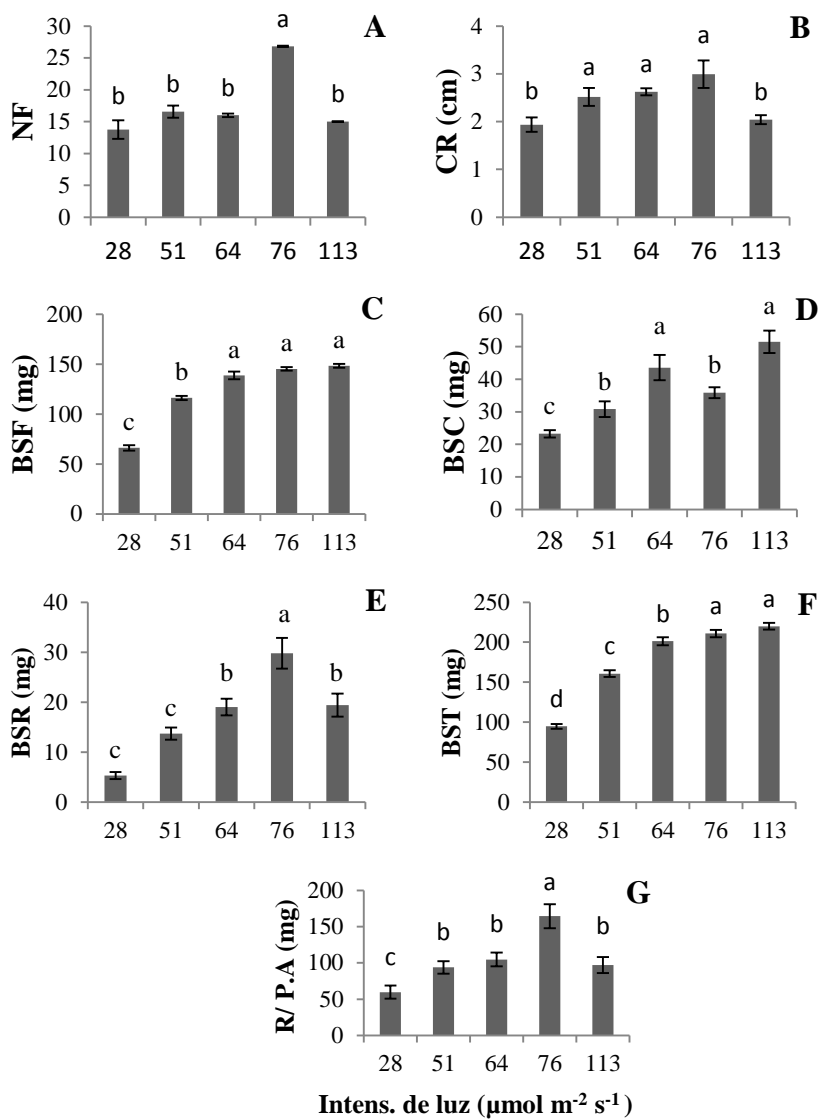 A
NF
30
25
20
15
10
5
0
b b b a b
28 51 64 76 113
B
CR (cm)
4
3
2
1
0
b a a a b
28 51 64 76 113
C
BSF (mg)
200
150
100
50
0
c b a a a
28 51 64 76 113
D
BSC (mg)
60
50
40
30
20
10
0
c b a b a
28 51 64 76 113
E
BSR (mg)
40
30
20
10
0
c c b a b
28 51 64 76 113
F
BST (mg)
250
200
150
100
50
0
d c b a a
28 51 64 76 113
G
R/ P.A (mg)
200
150
100
50
0
c b b a b
28 51 64 76 113
Intens. de luz (µmol m⁻² s⁻¹)